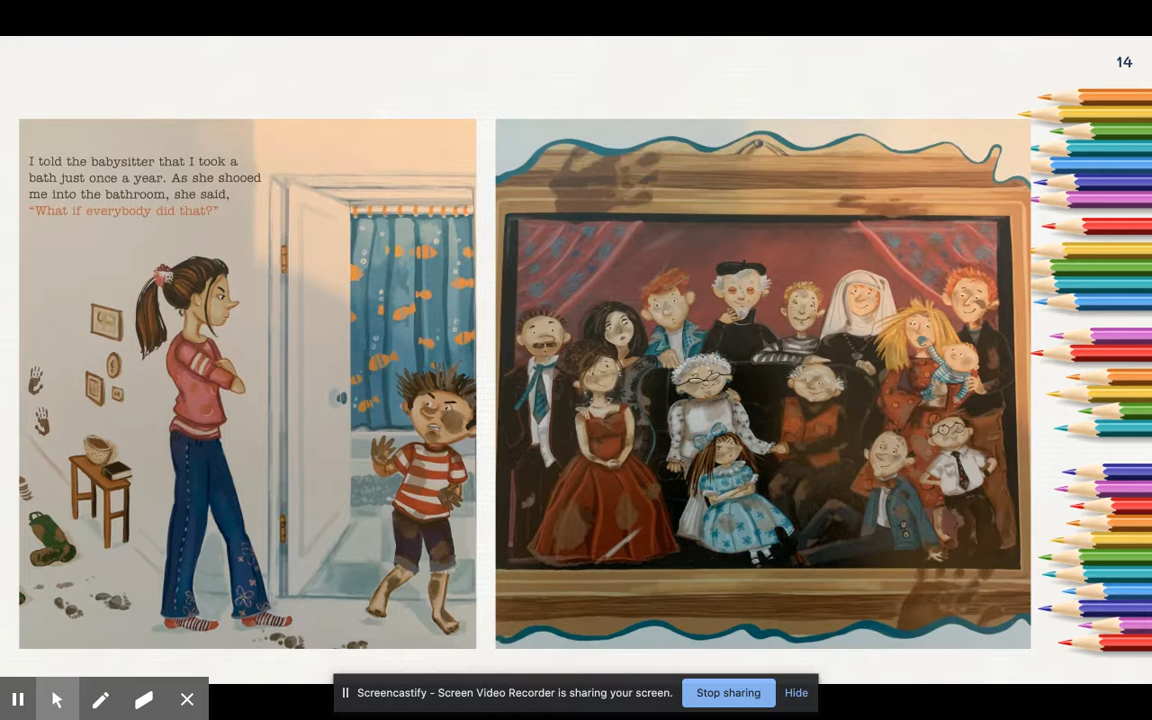 14
I told the babysitter that I took a
bath just once a year. As she shooed
me into the bathroom, she said,
“What if everybody did that?”
Screencastify - Screen Video Recorder is sharing your screen.
Stop sharing
Hide